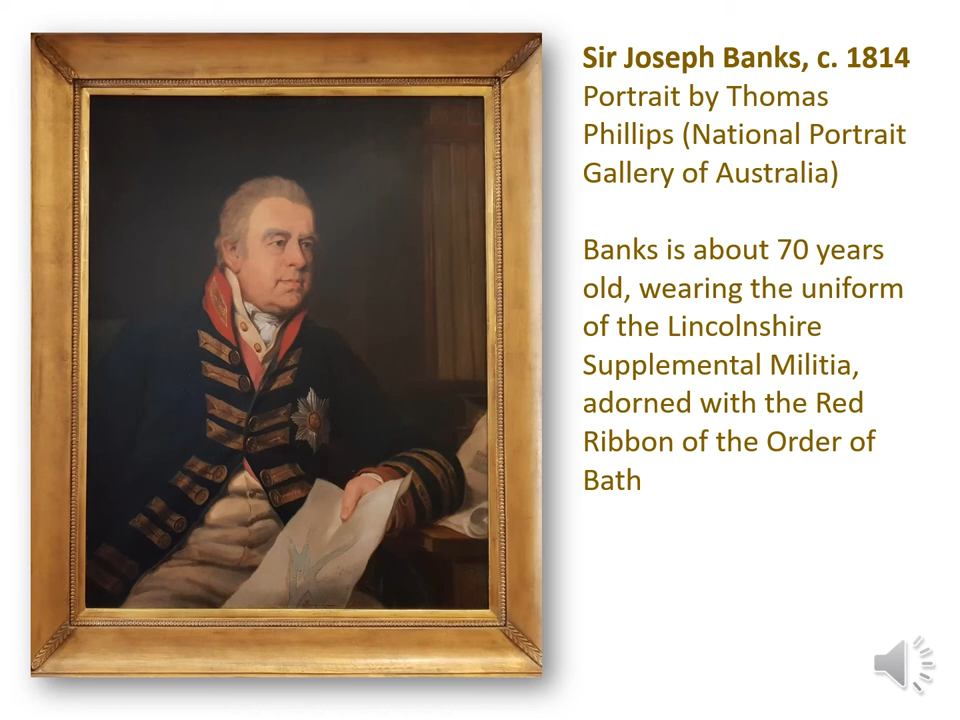 Sir Joseph Banks, c. 1814
Portrait by Thomas
Phillips (National Portrait
Gallery of Australia)
Banks is about 70 years
old, wearing the uniform
of the Lincolnshire
Supplemental Militia,
adorned with the Red
Ribbon of the Order of
Bath